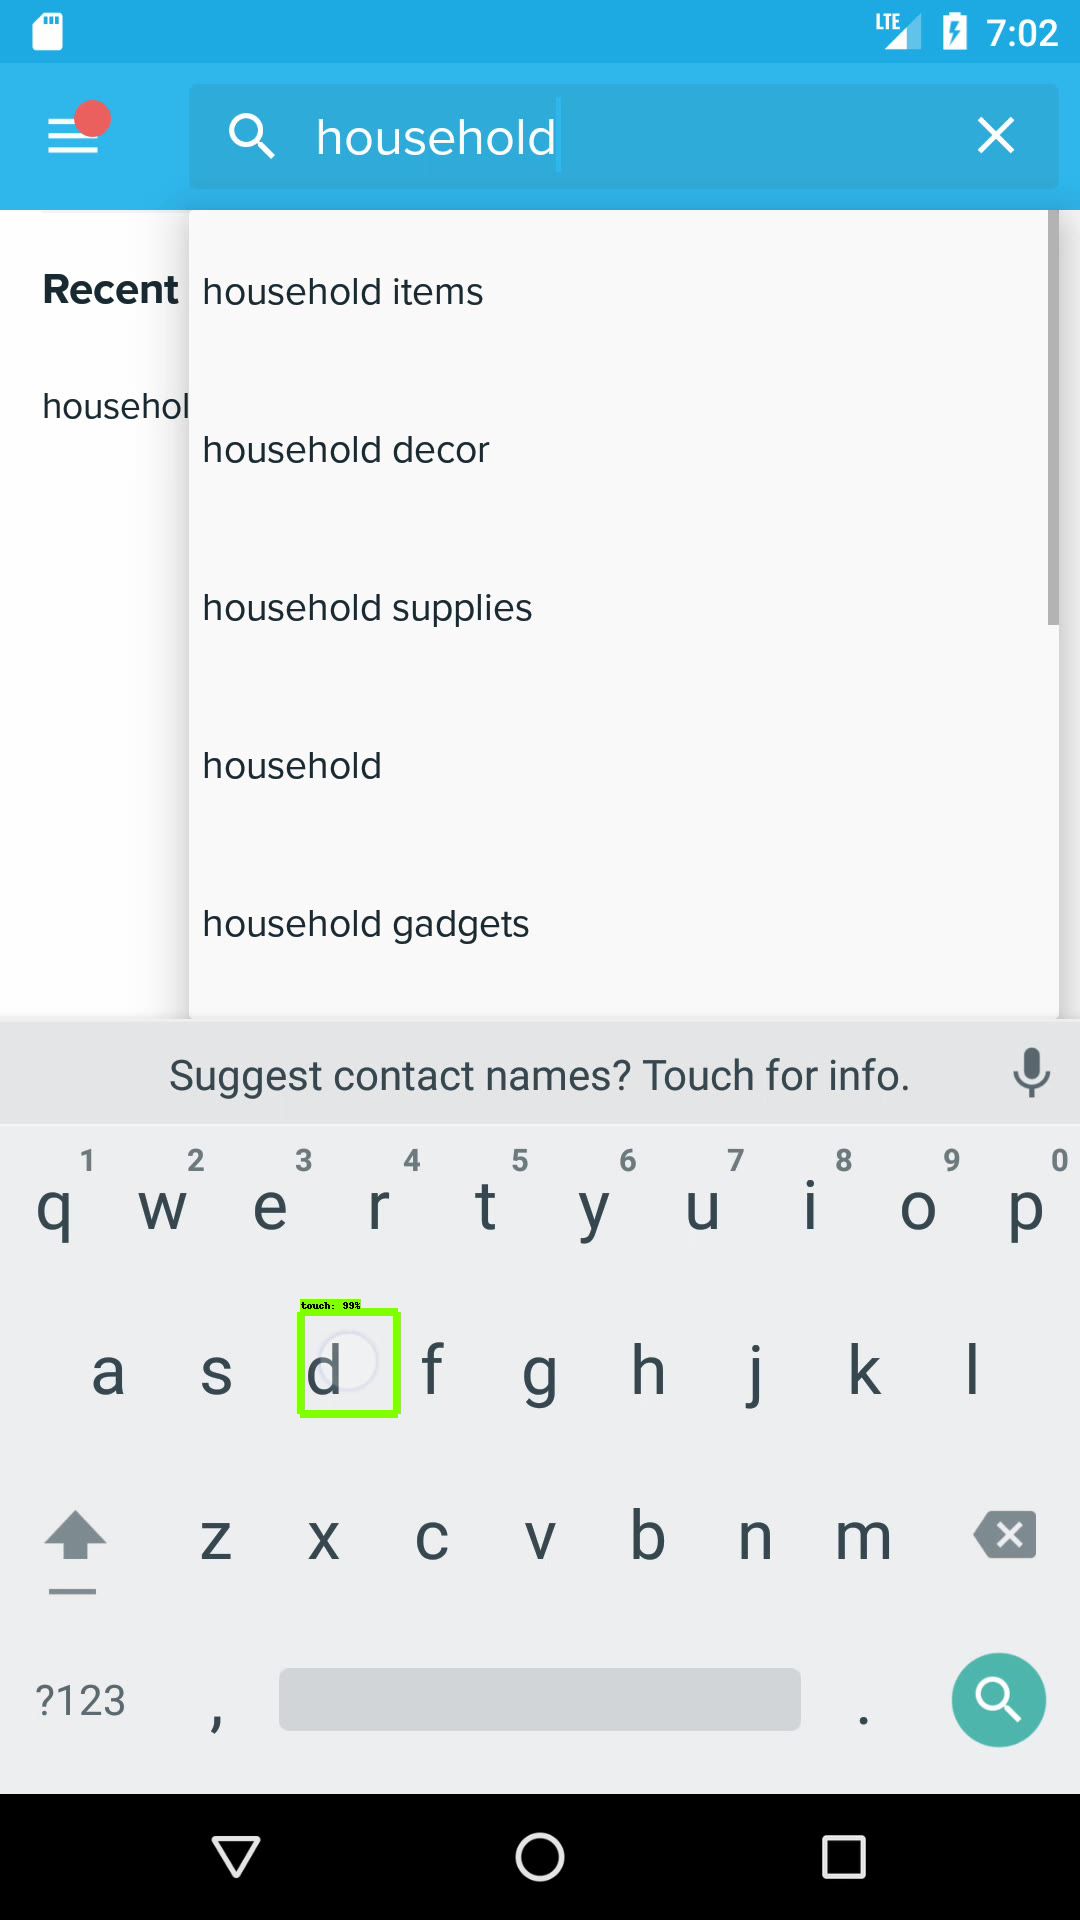 LTE 7:02
household
Recent
househol
household items
household decor
household supplies
household
household gadgets
Suggest contact names? Touch for info.
1 2 3 4 5 6 7 8 9 0
q w e r t y u i o p
touch: 99%
a s d f g h j k l
z x c v b n m
?123 , .